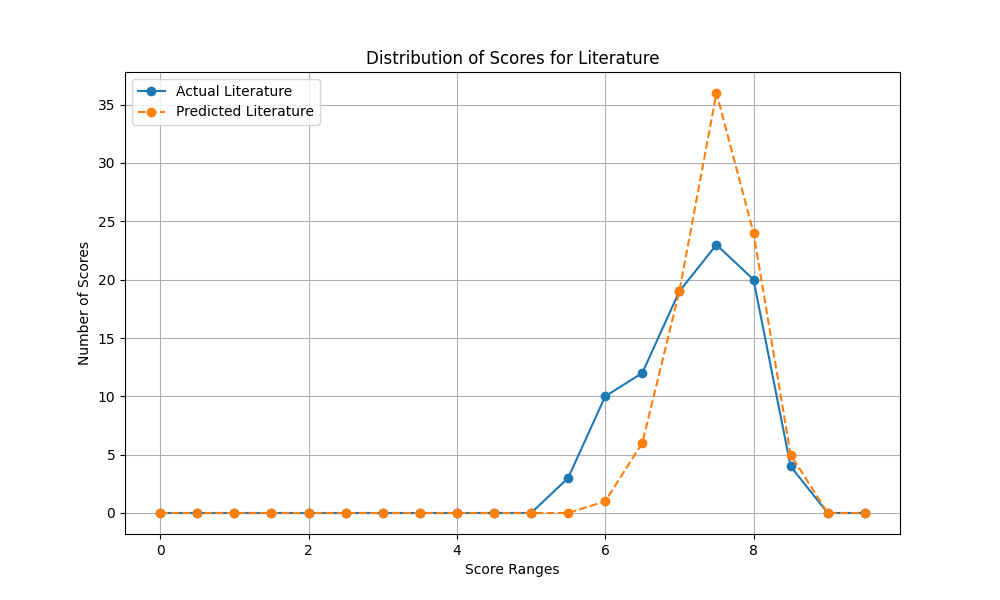 Distribution of Scores for Literature
Actual Literature
Predicted Literature
Number of Scores
35
30
25
20
15
10
5
0
0 2 4 6 8
Score Ranges